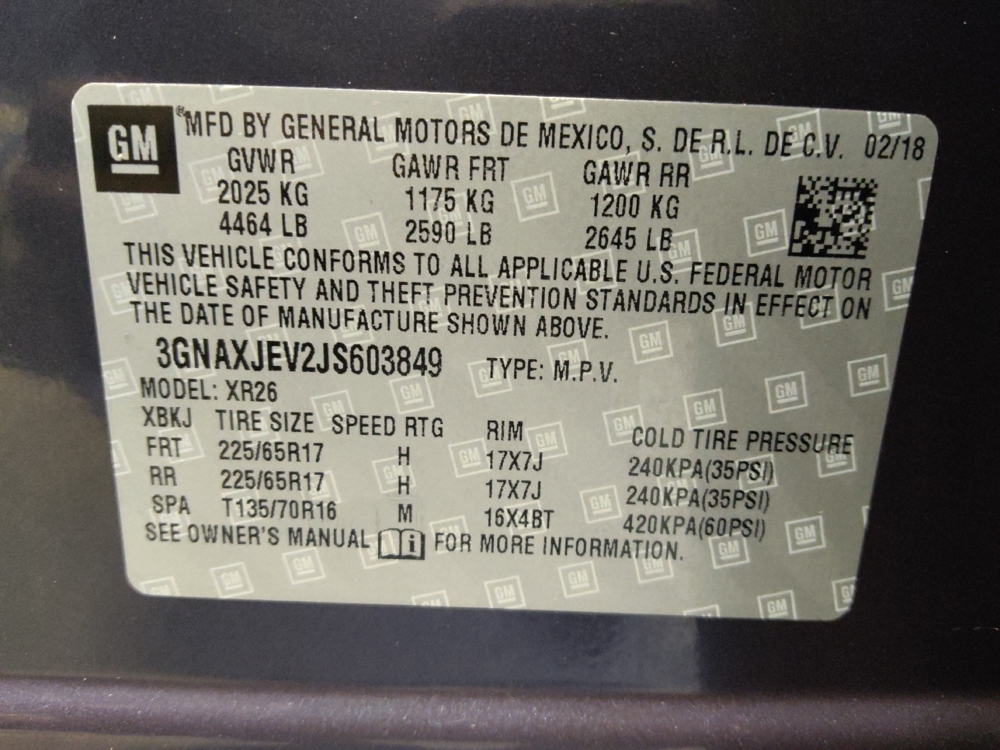 GM
®MFD BY GENERAL MOTORS DE MEXICO, S. DE R.L. DE C.V. 02/18
GVWR GAWR FRT GAWR RR
2025 KG 1175 KG 1200 KG
4464 LB 2590 LB 2645 LB
THIS VEHICLE CONFORMS TO ALL APPLICABLE U.S. FEDERAL MOTOR
VEHICLE SAFETY AND THEFT PREVENTION STANDARDS IN EFFECT ON
THE DATE OF MANUFACTURE SHOWN ABOVE.
3GNAXJEV2JS603849 TYPE: M.P.V.
MODEL: XR26
XBKJ TIRE SIZE SPEED RTG RIM COLD TIRE PRESSURE
FRT 225/65R17 H 17X7J 240KPA(35PSI)
RR 225/65R17 H 17X7J 240KPA(35PSI)
SPA T135/70R16 M 16X4BT 420KPA(60PSI)
SEE OWNER'S MANUAL i FOR MORE INFORMATION.